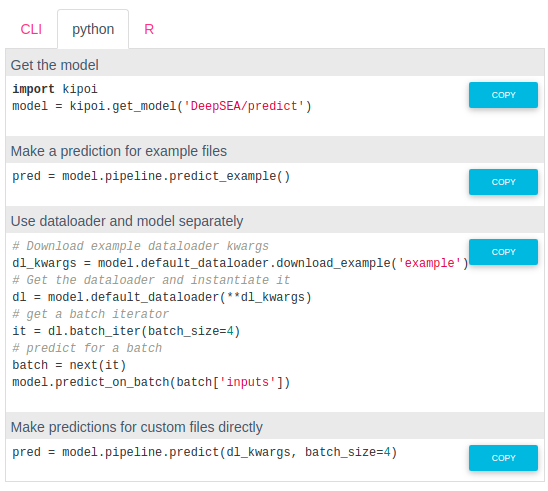 CLI python R
Get the model
import kipoi
model = kipoi.get_model('DeepSEA/predict')
COPY
Make a prediction for example files
pred = model.pipeline.predict_example()
COPY
Use dataloader and model separately
# Download example dataloader kwargs
dl_kwargs = model.default_dataloader.download_example('example')
COPY
# Get the dataloader and instantiate it
dl = model.default_dataloader(**dl_kwargs)
# get a batch iterator
it = dl.batch_iter(batch_size=4)
# predict for a batch
batch = next(it)
model.predict_on_batch(batch['inputs'])
Make predictions for custom files directly
pred = model.pipeline.predict(dl_kwargs, batch_size=4)
COPY